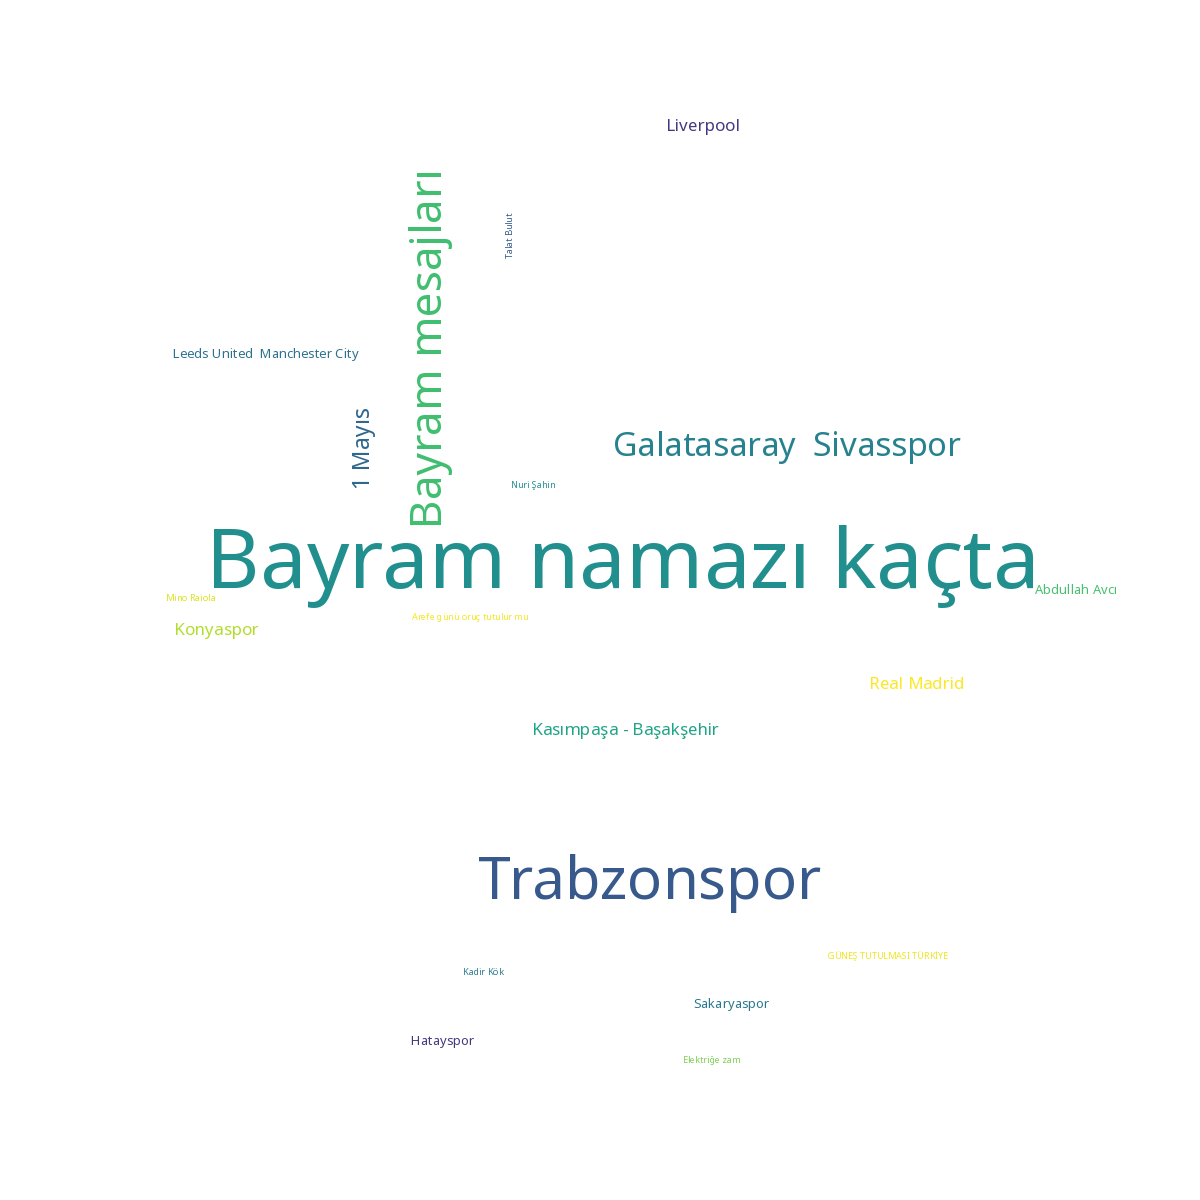 Liverpool
Bayram mesajları
Talat Bulut
Leeds United  Manchester City
1 Mayıs
Galatasaray  Sivasspor
Nuri Şahin
Bayram namazı kaçta
Abdullah Avcı
Mino Raiola
Arefe günü oruç tutulur mu
Konyaspor
Real Madrid
Kasımpaşa - Başakşehir
Trabzonspor
GÜNEŞ TUTULMASI TÜRKİYE
Kadir Kök
Sakaryaspor
Hatayspor
Elektriğe zam